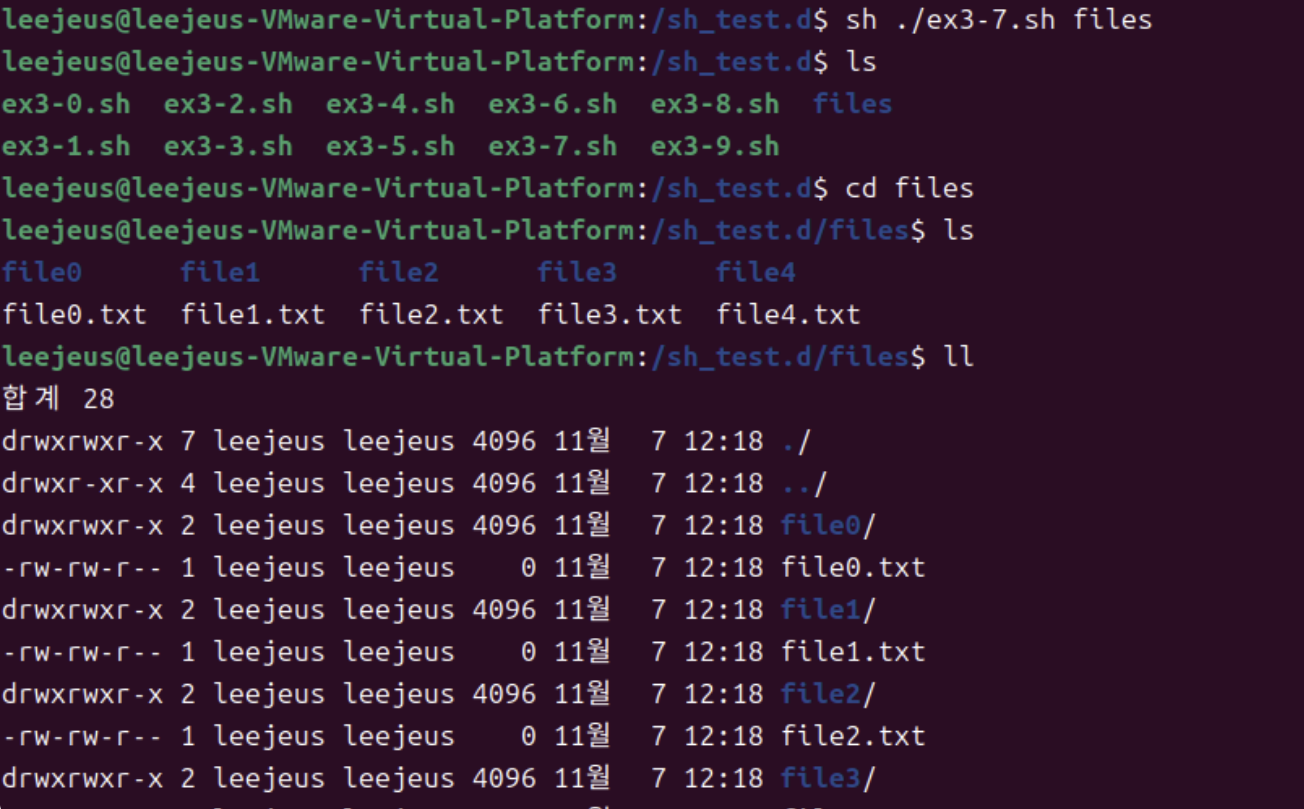 leejeus@leejeus-VMware-Virtual-Platform:/sh_test.d$ sh ./ex3-7.sh files
leejeus@leejeus-VMware-Virtual-Platform:/sh_test.d$ ls
ex3-0.sh  ex3-2.sh  ex3-4.sh  ex3-6.sh  ex3-8.sh  files
ex3-1.sh  ex3-3.sh  ex3-5.sh  ex3-7.sh  ex3-9.sh
leejeus@leejeus-VMware-Virtual-Platform:/sh_test.d$ cd files
leejeus@leejeus-VMware-Virtual-Platform:/sh_test.d/files$ ls
file0      file1      file2      file3      file4
file0.txt  file1.txt  file2.txt  file3.txt  file4.txt
leejeus@leejeus-VMware-Virtual-Platform:/sh_test.d/files$ ll
합계 28
drwxrwxr-x 7 leejeus leejeus 4096 11월  7 12:18 ./
drwxr-xr-x 4 leejeus leejeus 4096 11월  7 12:18 ../
drwxrwxr-x 2 leejeus leejeus 4096 11월  7 12:18 file0/
-rw-rw-r-- 1 leejeus leejeus    0 11월  7 12:18 file0.txt
drwxrwxr-x 2 leejeus leejeus 4096 11월  7 12:18 file1/
-rw-rw-r-- 1 leejeus leejeus    0 11월  7 12:18 file1.txt
drwxrwxr-x 2 leejeus leejeus 4096 11월  7 12:18 file2/
-rw-rw-r-- 1 leejeus leejeus    0 11월  7 12:18 file2.txt
drwxrwxr-x 2 leejeus leejeus 4096 11월  7 12:18 file3/